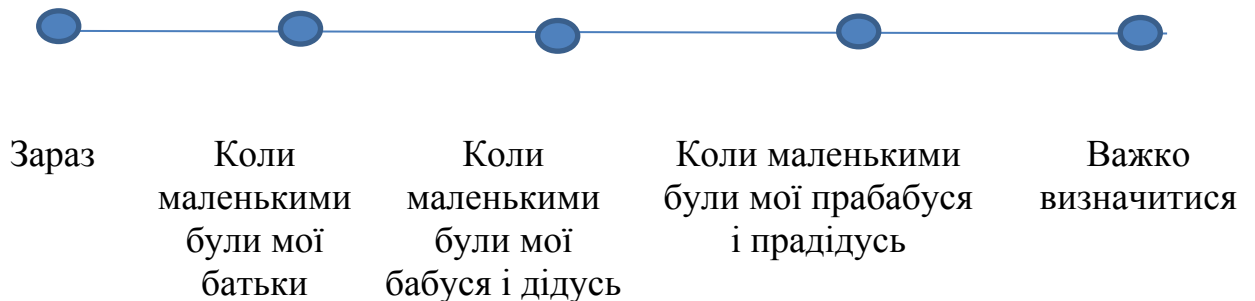 Зараз
Коли
маленькими
були мої
батьки
Коли
маленькими
були мої
бабуся і дідусь
Коли маленькими
були мої прабабуся
і прадідусь
Важко
визначитися